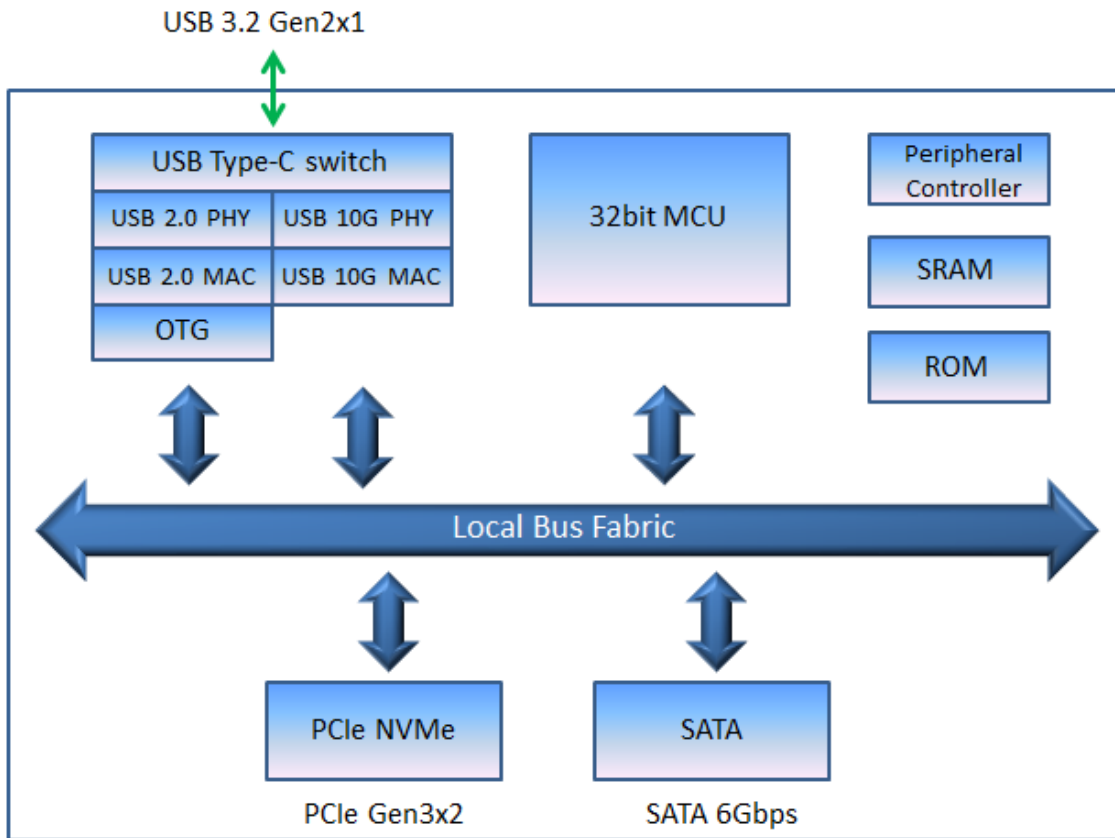 USB 3.2 Gen2x1
USB Type-C switch
USB 2.0 PHY
USB 10G PHY
USB 2.0 MAC
USB 10G MAC
OTG
32bit MCU
Peripheral
Controller
SRAM
ROM
Local Bus Fabric
PCIe NVMe
SATA
PCIe Gen3x2
SATA 6Gbps